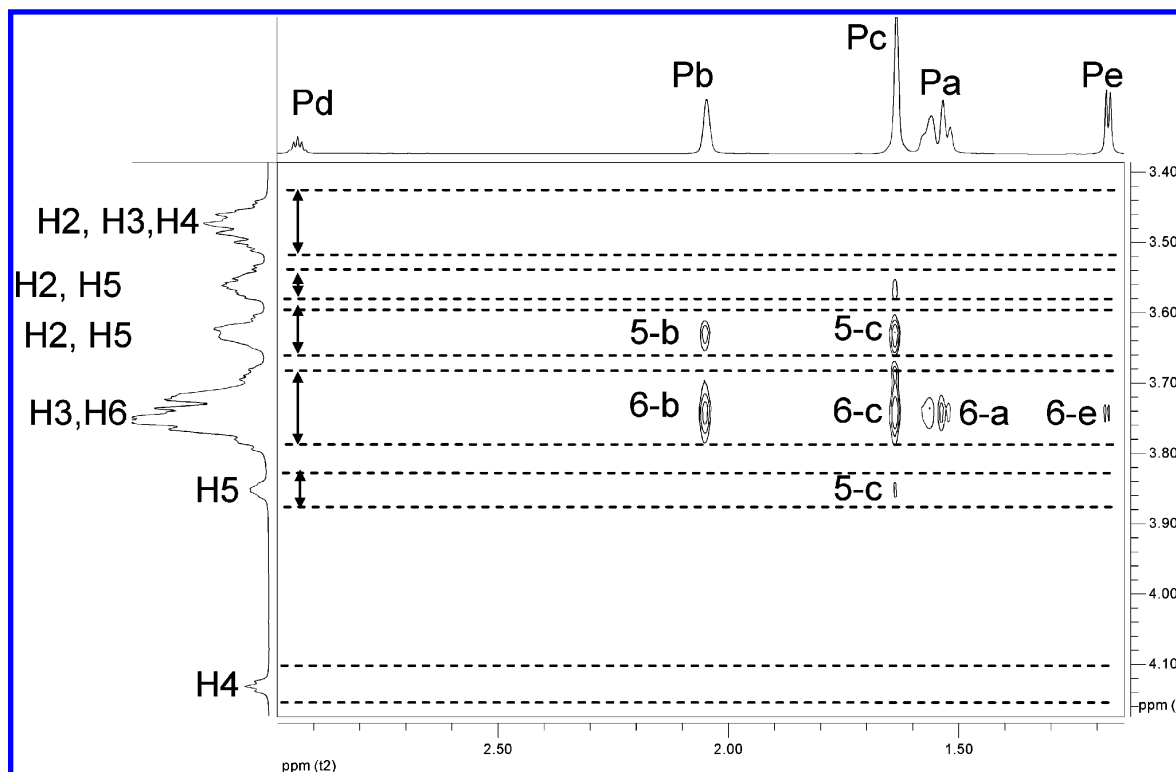 Pc
Pd
Pb
Pa
Pe
3.40
H2, H3,H4
3.50
H2, H5
3.60
H2, H5
5-b
5-c
3.70
H3,H6
6-b
6-c
6-a
6-e
3.80
H5
5-c
3.90
4.00
4.10
H4
ppm (
2.50
2.00
1.50
ppm (t2)